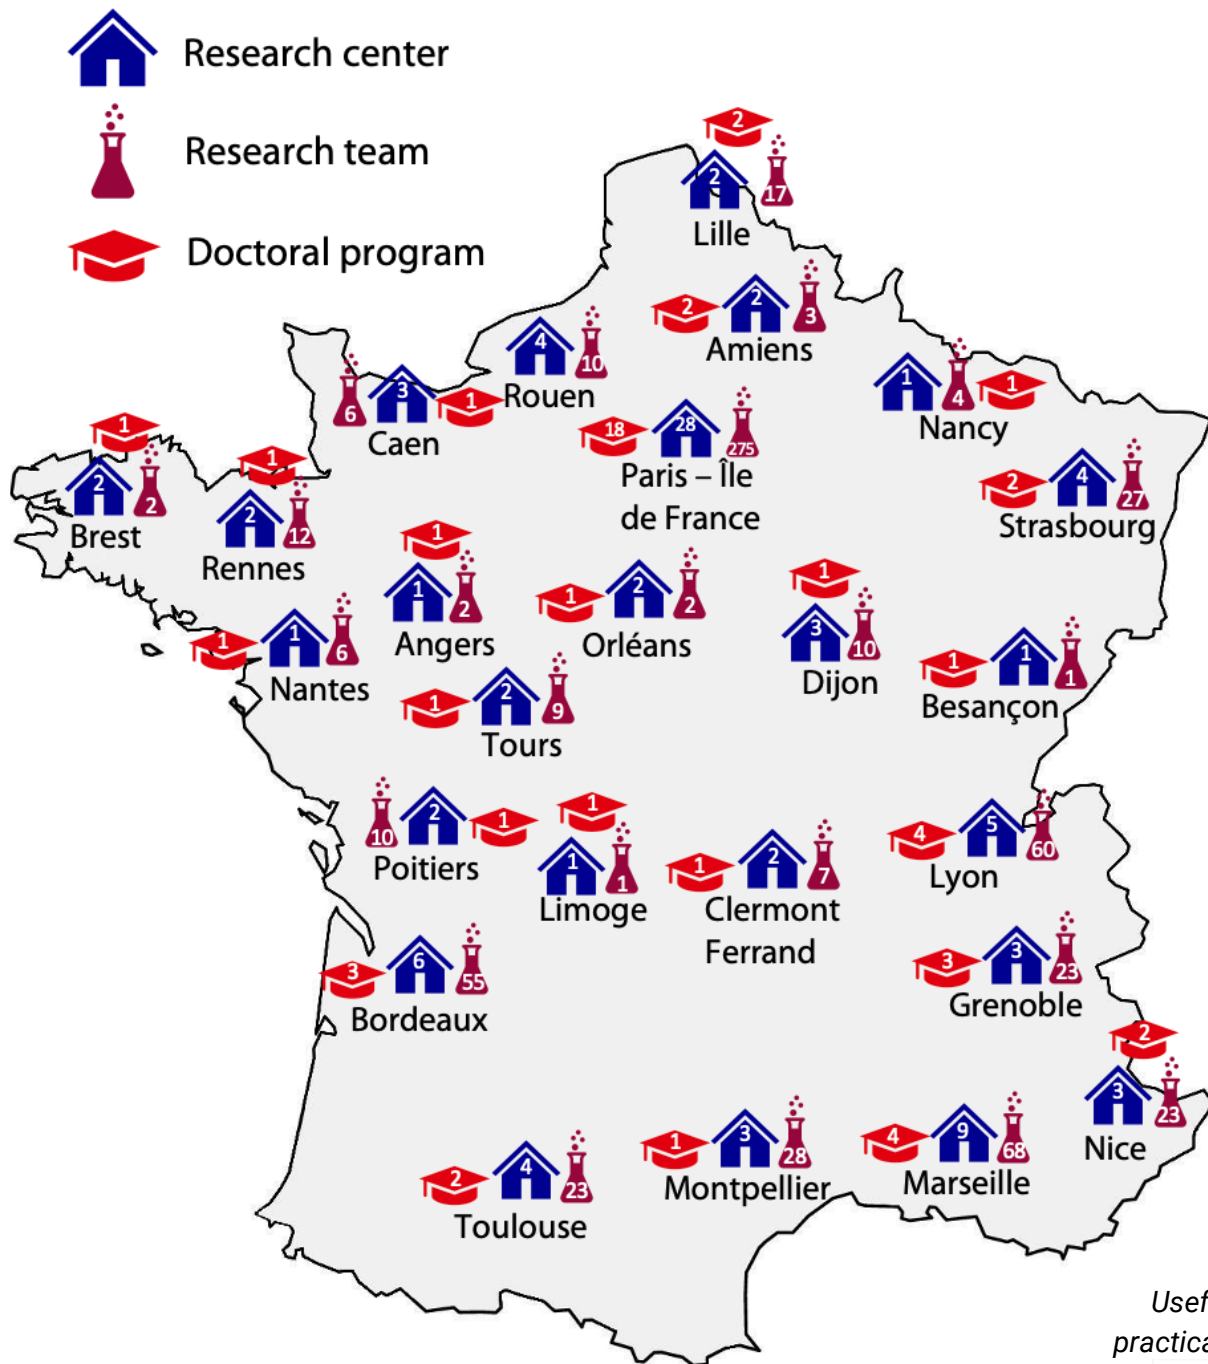 Research center
Research team
Doctoral program
2
2
17
Lille
2
2
3
Amiens
4
10
Rouen
6
3
1
Caen
1
4
1
Nancy
18
28
275
Paris – Île
de France
1
2
2
Brest
1
2
12
Rennes
2
4
27
Strasbourg
1
1
2
Angers
1
2
2
Orléans
1
3
10
Dijon
1
1
6
Nantes
1
1
1
Besançon
1
2
9
Tours
10
2
1
Poitiers
1
1
1
Limoge
1
2
7
Clermont
Ferrand
4
5
60
Lyon
3
6
55
Bordeaux
3
3
23
Grenoble
2
3
23
Nice
2
4
23
Toulouse
1
3
28
Montpellier
4
9
68
Marseille
Usef
practica